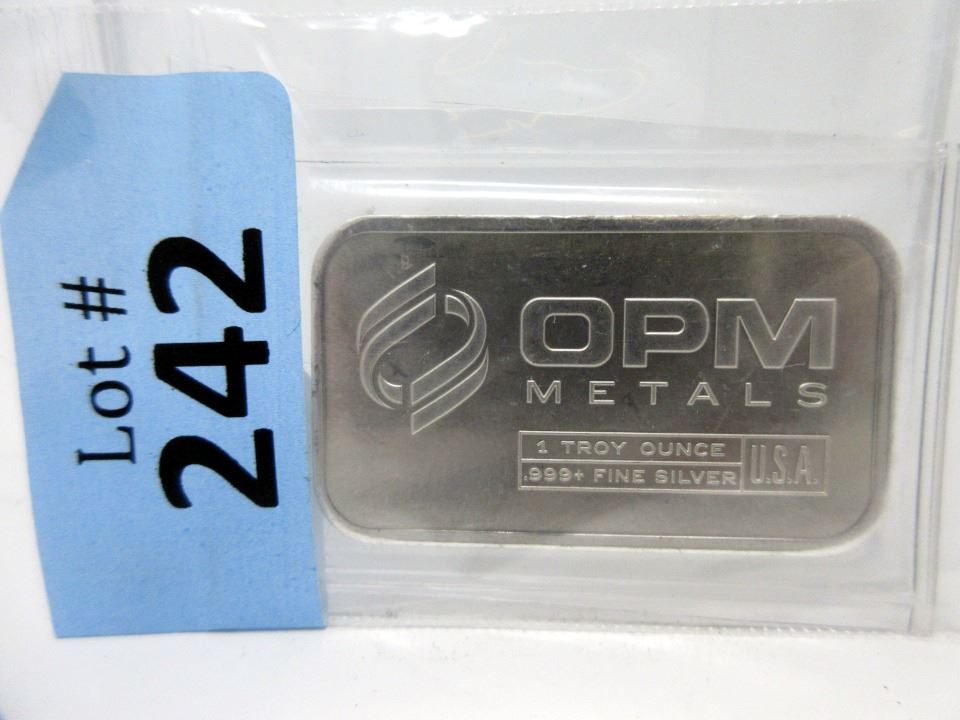 Lot #
242
OPM
METALS
1 TROY OUNCE
.999+ FINE SILVER
U.S.A.